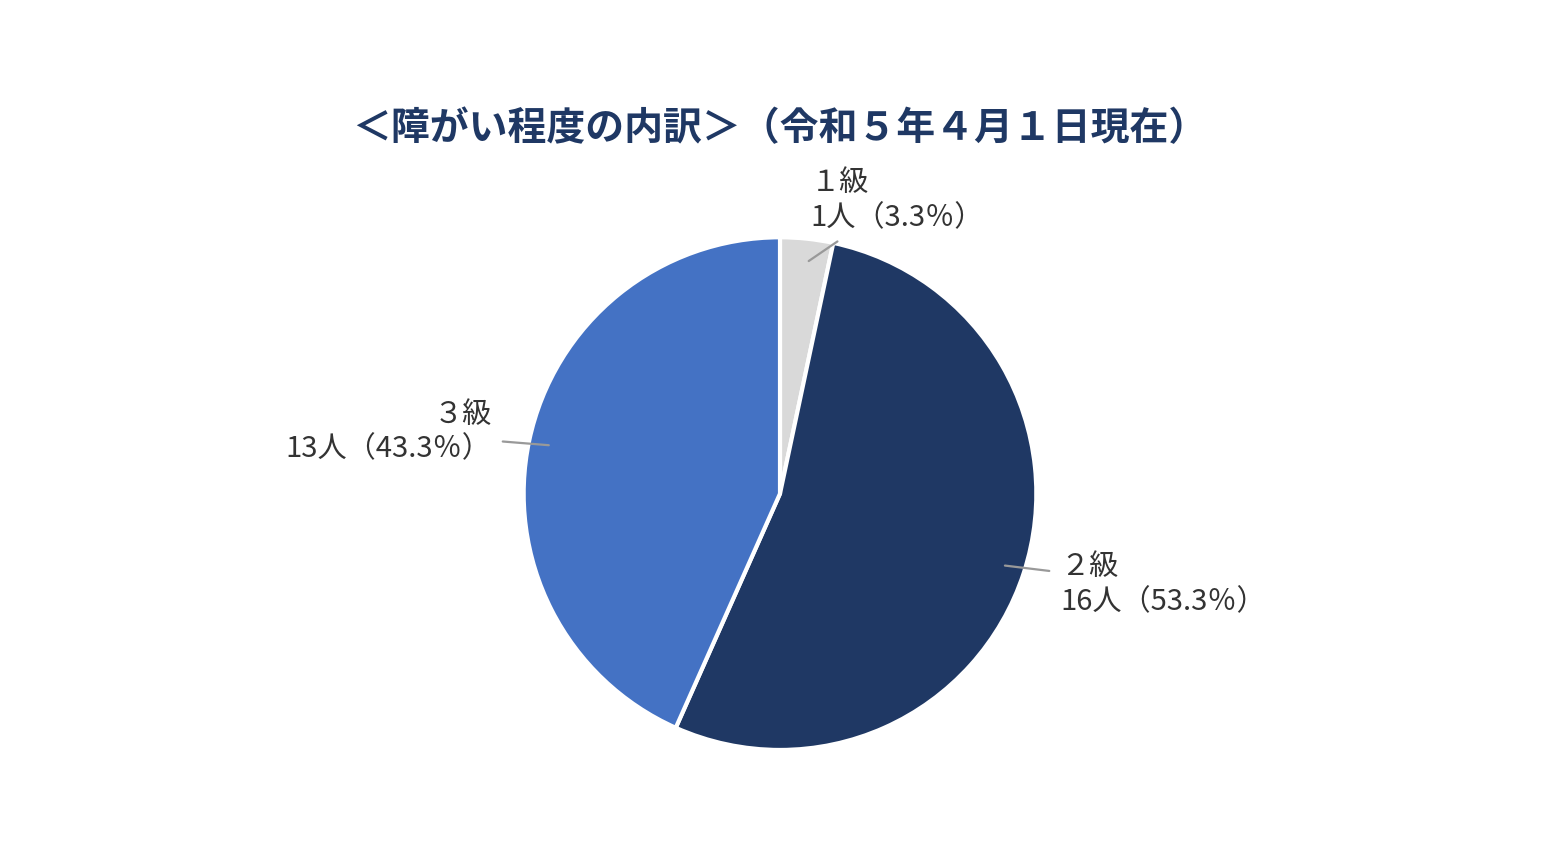 ＜障がい程度の内訳＞（令和５年４月１日現在）
１級
1人（3.3%）
３級
13人（43.3%）
２級
16人（53.3%）